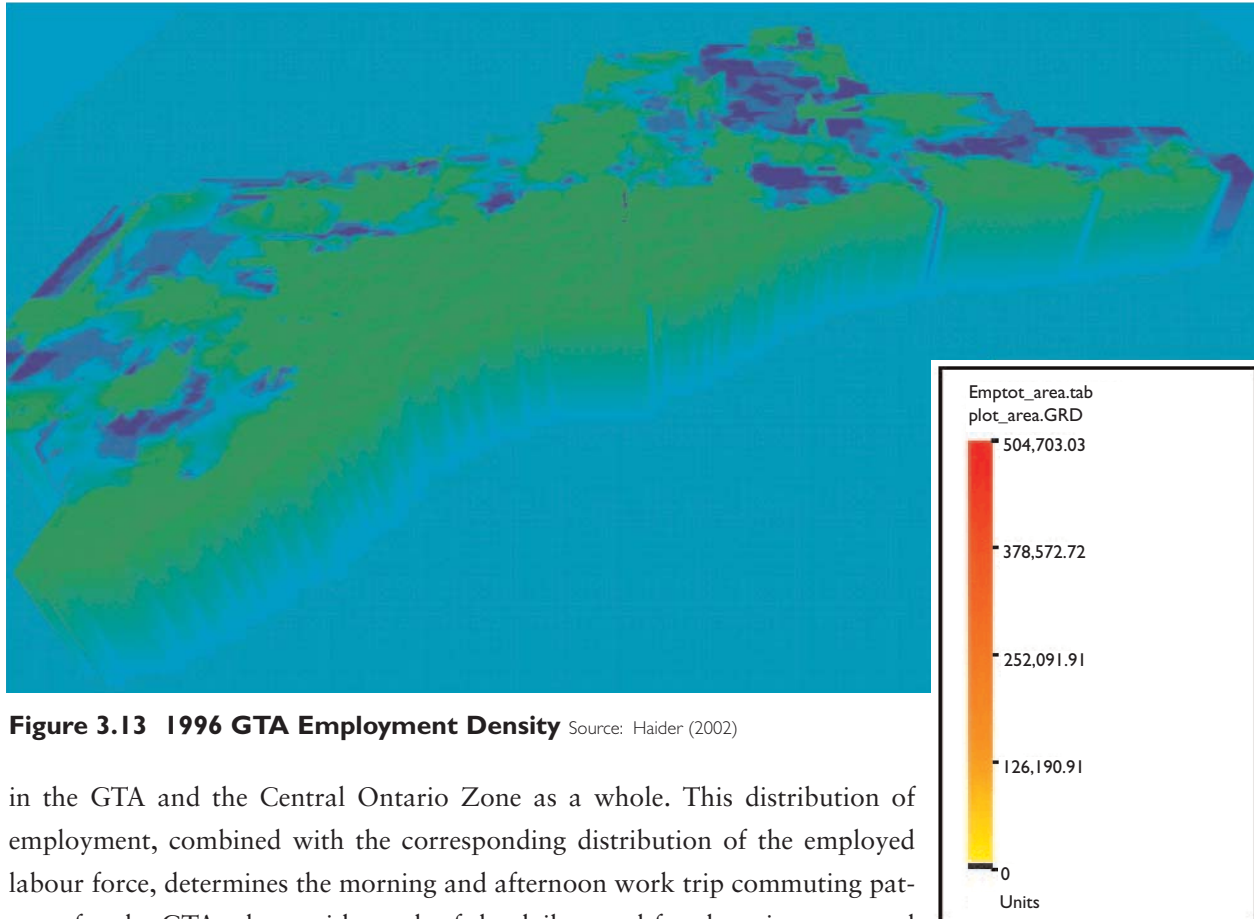 Emptot_area.tab
plot_area.GRD
504,703.03
378,572.72
252,091.91
126,190.91
0
Units
Figure 3.13 1996 GTA Employment Density Source: Haider (2002)
in the GTA and the Central Ontario Zone as a whole. This distribution of
employment, combined with the corresponding distribution of the employed
labour force, determines the morning and afternoon work trip commuting pat-